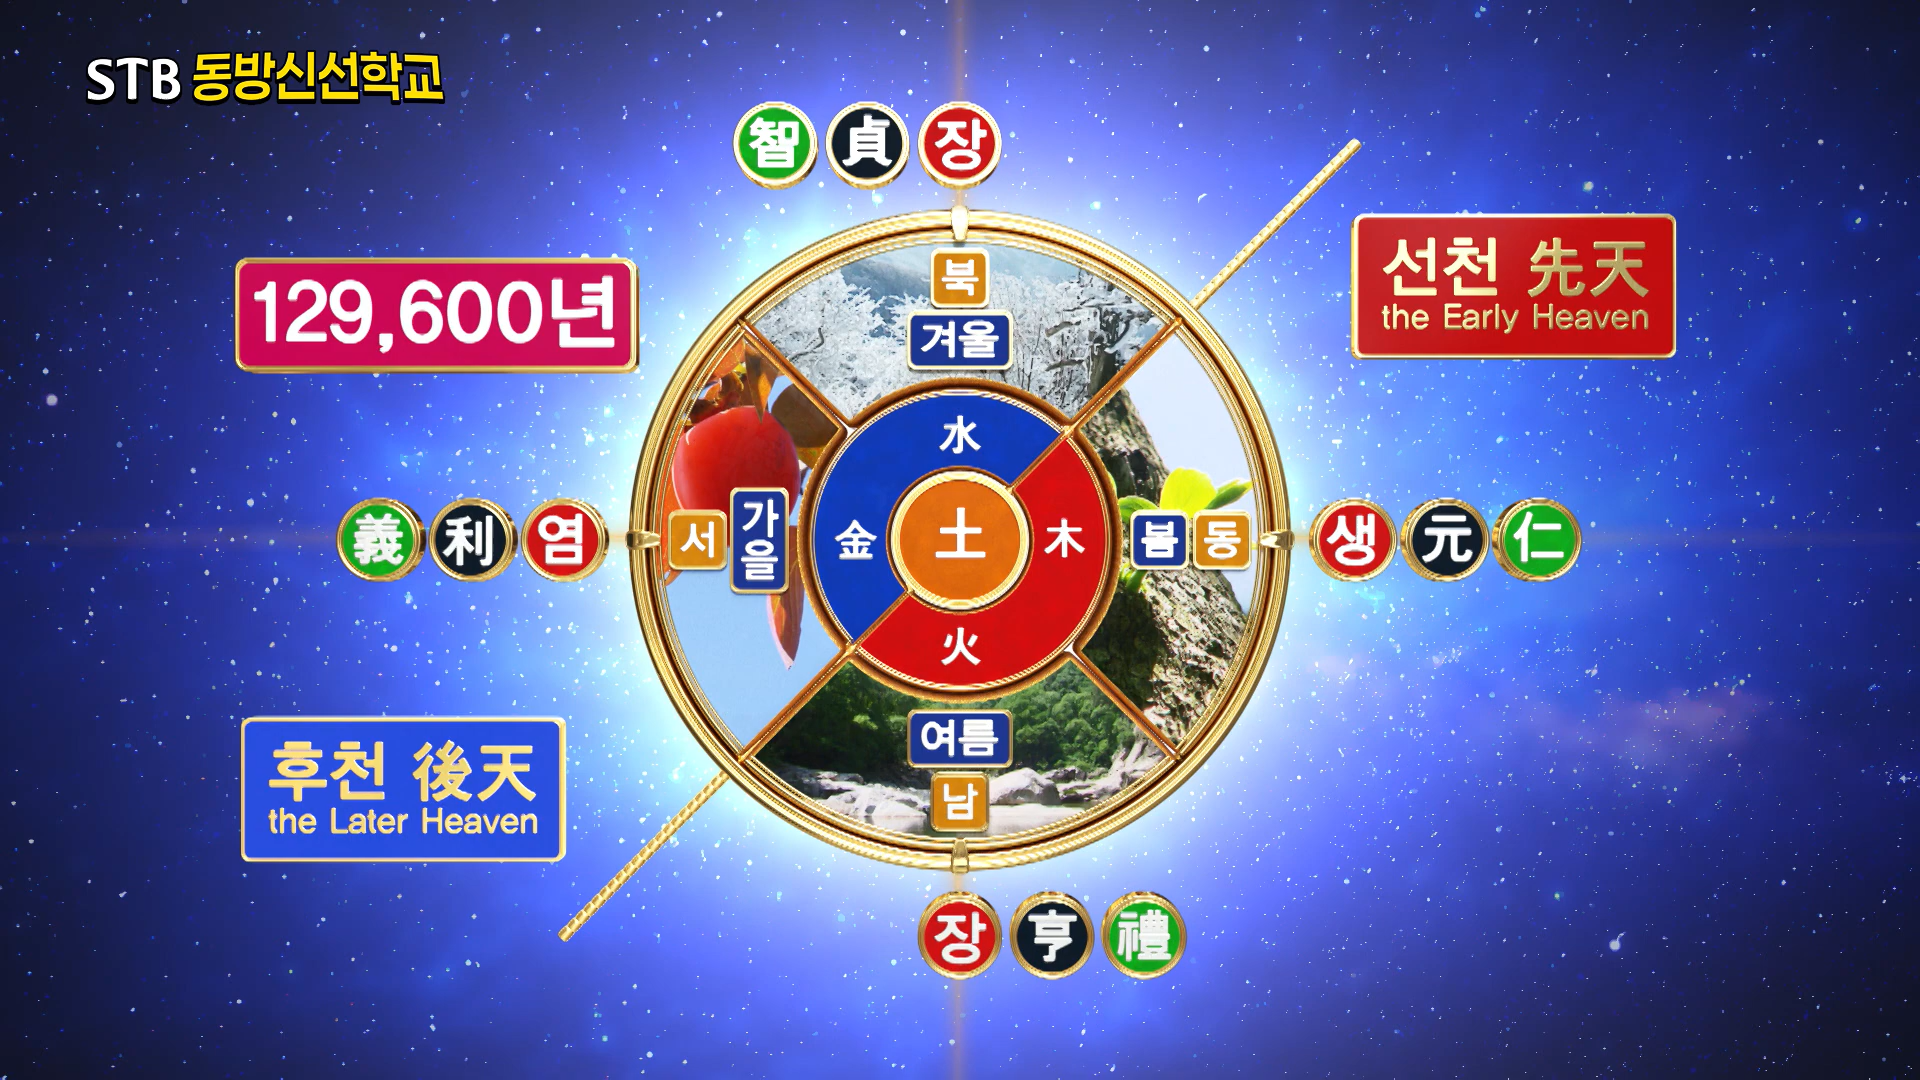 STB 동방신선학교
智 貞 장
129,600년
선천 先天
the Early Heaven
북
겨울
水
義 利 염
서
가을
金
土
木
봄
동
생 元 仁
火
여름
남
후천 後天
the Later Heaven
장 亨 禮